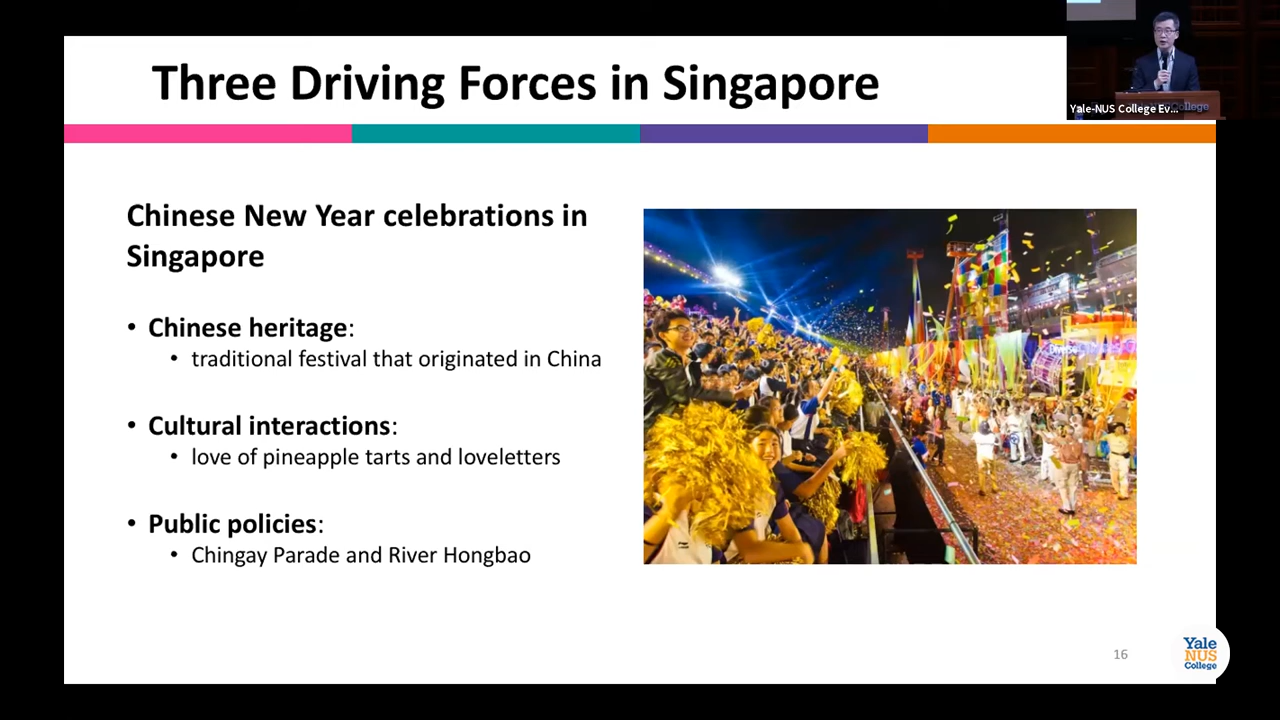 Three Driving Forces in Singapore
Yale-NUS College Ev...
College
Chinese New Year celebrations in
Singapore
• Chinese heritage:
• traditional festival that originated in China
• Cultural interactions:
• love of pineapple tarts and loveletters
• Public policies:
• Chingay Parade and River Hongbao
16
Yale
NUS
College